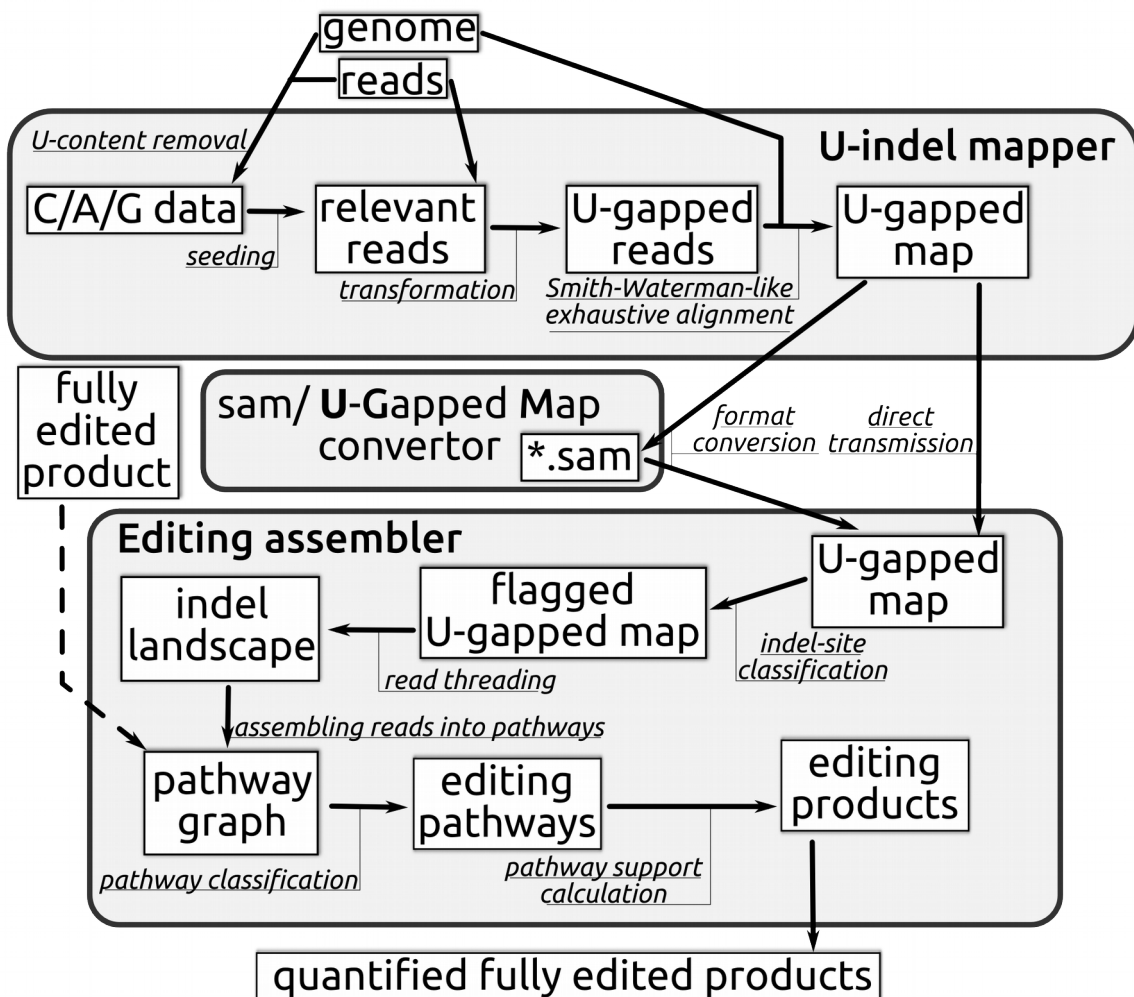 genome
reads
U-content removal
U-indel mapper
C/A/G data
seeding
relevant
reads
transformation
U-gapped
reads
Smith-Waterman-like
exhaustive alignment
U-gapped
map
fully
edited
product
sam/ U-Gapped Map
convertor
*.sam
format
conversion
direct
transmission
Editing assembler
U-gapped
map
indel-site
classification
flagged
U-gapped map
read threading
indel
landscape
assembling reads into pathways
pathway
graph
pathway classification
editing
pathways
pathway support
calculation
editing
products
quantified fully edited products